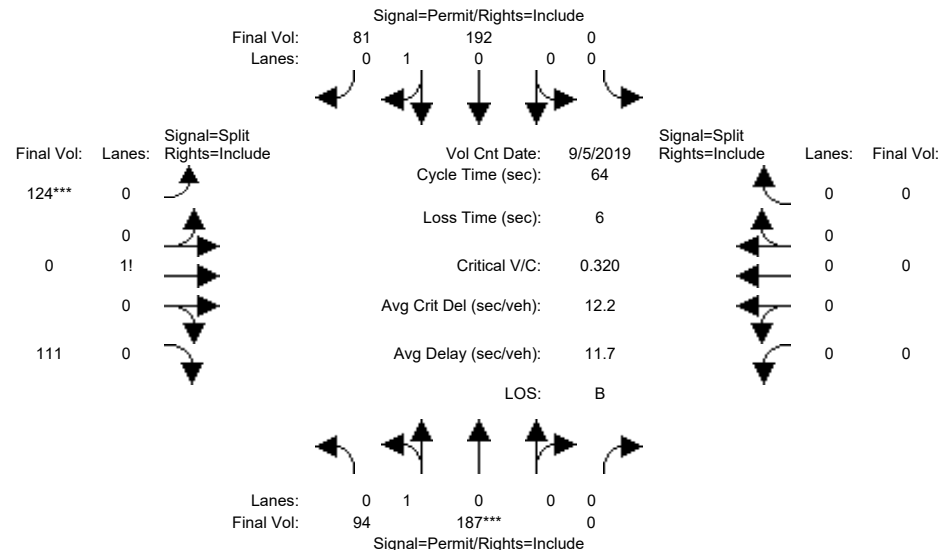 Signal=Permit/Rights=Include
Final Vol: 81 192 0
Lanes: 0 1 0 0 0
Signal=Split Signal=Split
Final Vol: Lanes: Rights=Include Vol Cnt Date: 9/5/2019 Rights=Include Lanes: Final Vol:
Cycle Time (sec): 64
124*** 0 0 0
Loss Time (sec): 6
0 0
0 1! Critical V/C: 0.320 0 0
0 Avg Crit Del (sec/veh): 12.2 0
111 0 Avg Delay (sec/veh): 11.7 0 0
LOS: B
Lanes: 0 1 0 0 0
Final Vol: 94 187*** 0
Signal=Permit/Rights=Include